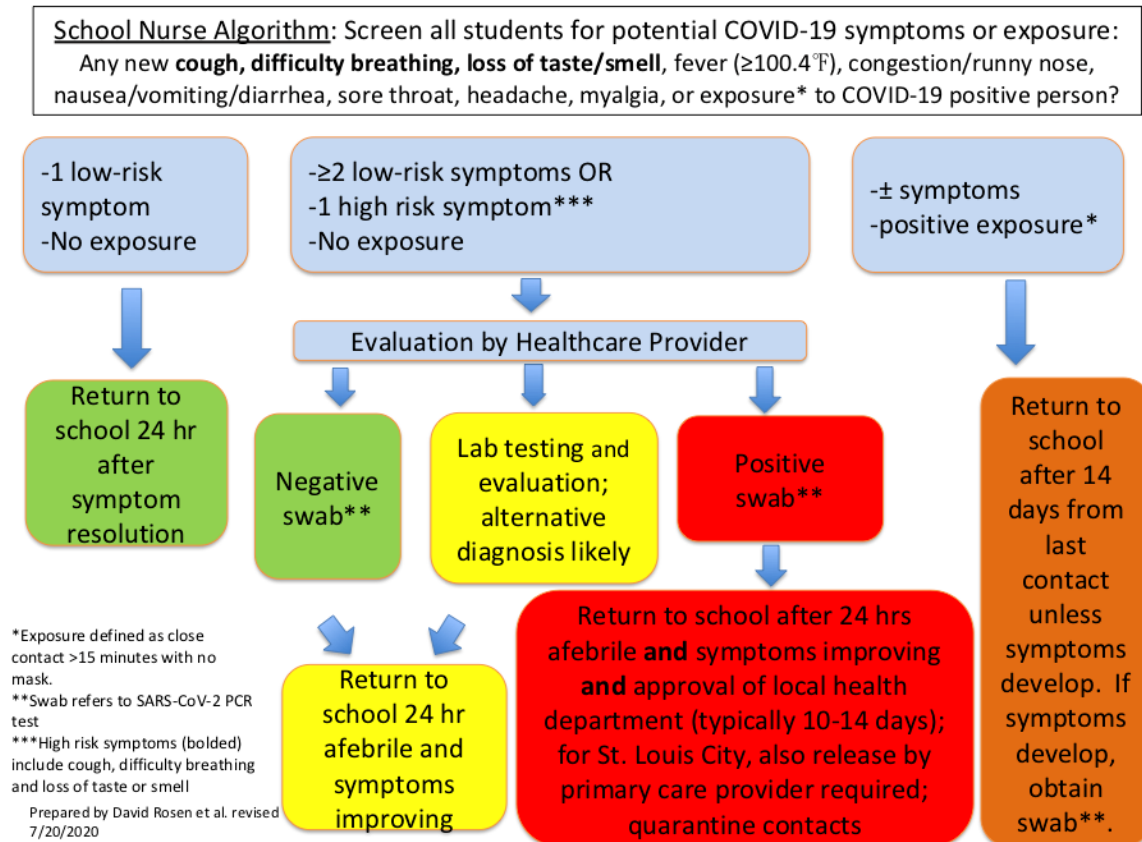 School Nurse Algorithm: Screen all students for potential COVID-19 symptoms or exposure:
Any new cough, difficulty breathing, loss of taste/smell, fever (≥100.4℉), congestion/runny nose,
nausea/vomiting/diarrhea, sore throat, headache, myalgia, or exposure* to COVID-19 positive person?
-1 low-risk
symptom
-No exposure
-≥2 low-risk symptoms OR
-1 high risk symptom***
-No exposure
-± symptoms
-positive exposure*
Evaluation by Healthcare Provider
Return to
school 24 hr
after
symptom
resolution
Negative
swab**
Lab testing and
evaluation;
alternative
diagnosis likely
Positive
swab**
Return to
school
after 14
days from
last
contact
unless
symptoms
develop. If
symptoms
develop,
obtain
swab**.
Return to
school 24 hr
afebrile and
symptoms
improving
Return to school after 24 hrs
afebrile and symptoms improving
and approval of local health
department (typically 10-14 days);
for St. Louis City, also release by
primary care provider required;
quarantine contacts
*Exposure defined as close
contact >15 minutes with no
mask.
**Swab refers to SARS-CoV-2 PCR
test
***High risk symptoms (bolded)
include cough, difficulty breathing
and loss of taste or smell
Prepared by David Rosen et al. revised
7/20/2020